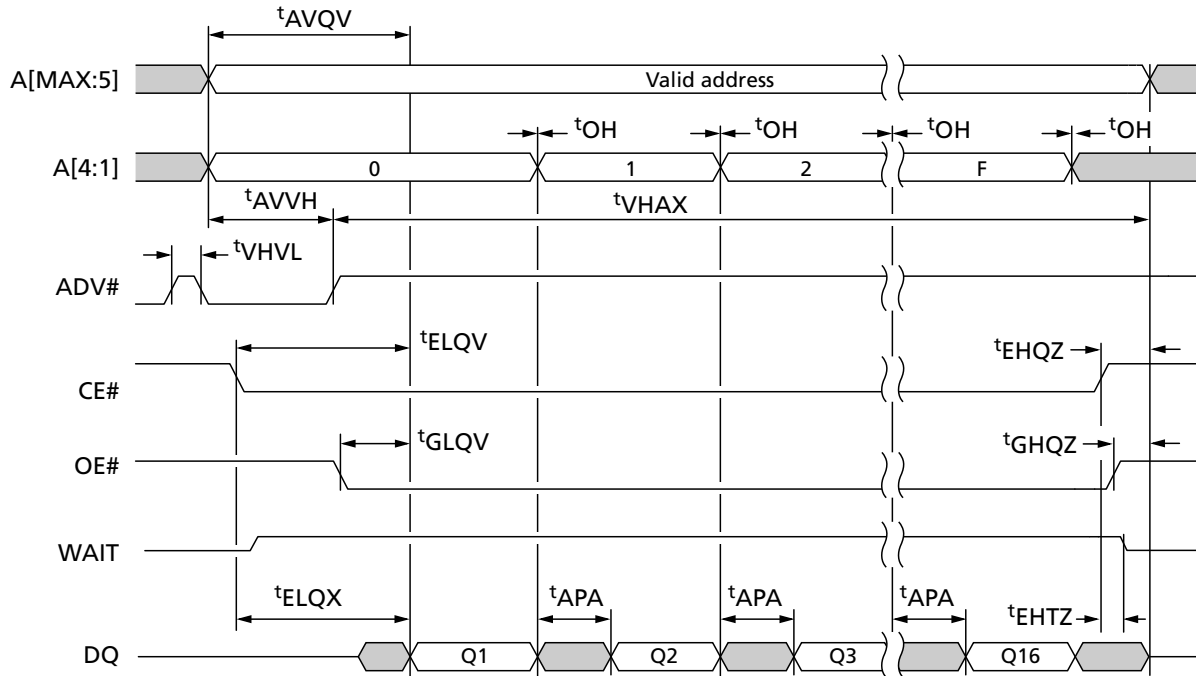 tAVQV
A[MAX:5] Valid address
tOH tOH tOH tOH
A[4:1] 0 1 2 F
tAVVH tVHAX
tVHVL
ADV#
tELQV tEHQZ
CE#
tGLQV tGHQZ
OE#
WAIT
tELQX tAPA tAPA tAPA tEHTZ
DQ Q1 Q2 Q3 Q16